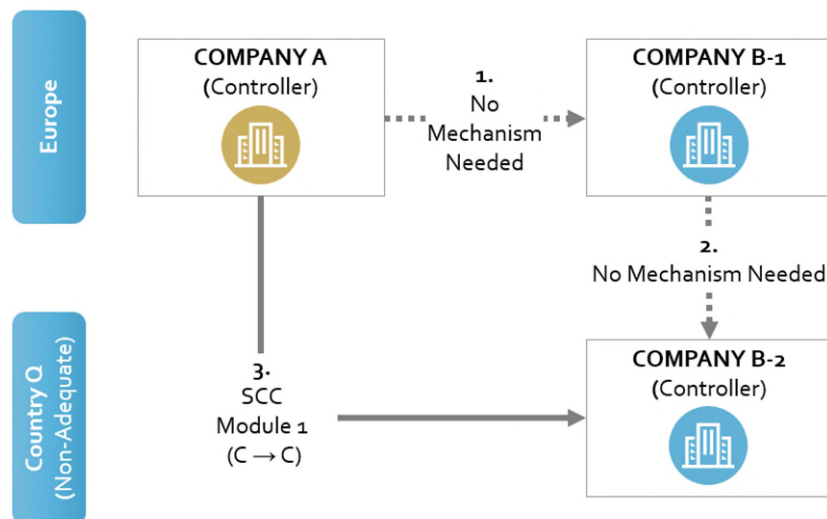 Europe
COMPANY A
(Controller)
1.
No
Mechanism
Needed
COMPANY B-1
(Controller)
2.
No Mechanism Needed
Country Q
(Non-Adequate)
3.
SCC
Module 1
(C → C)
COMPANY B-2
(Controller)